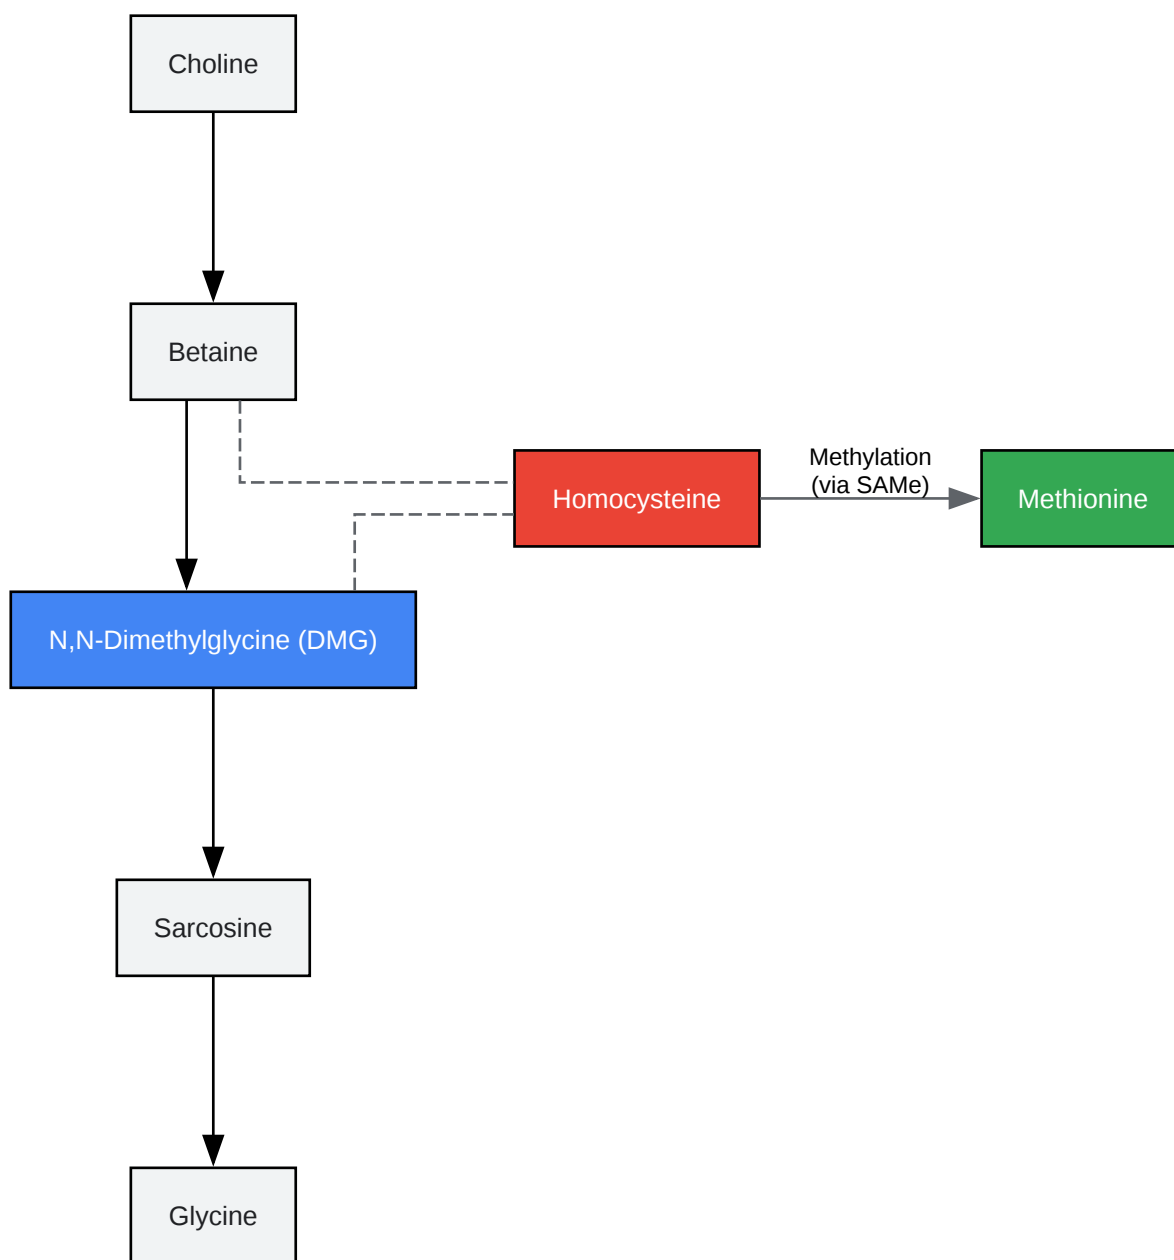 Choline
Betaine
Methylation
(via SAMe)
Homocysteine
Methionine
N,N-Dimethylglycine (DMG)
Sarcosine
Glycine